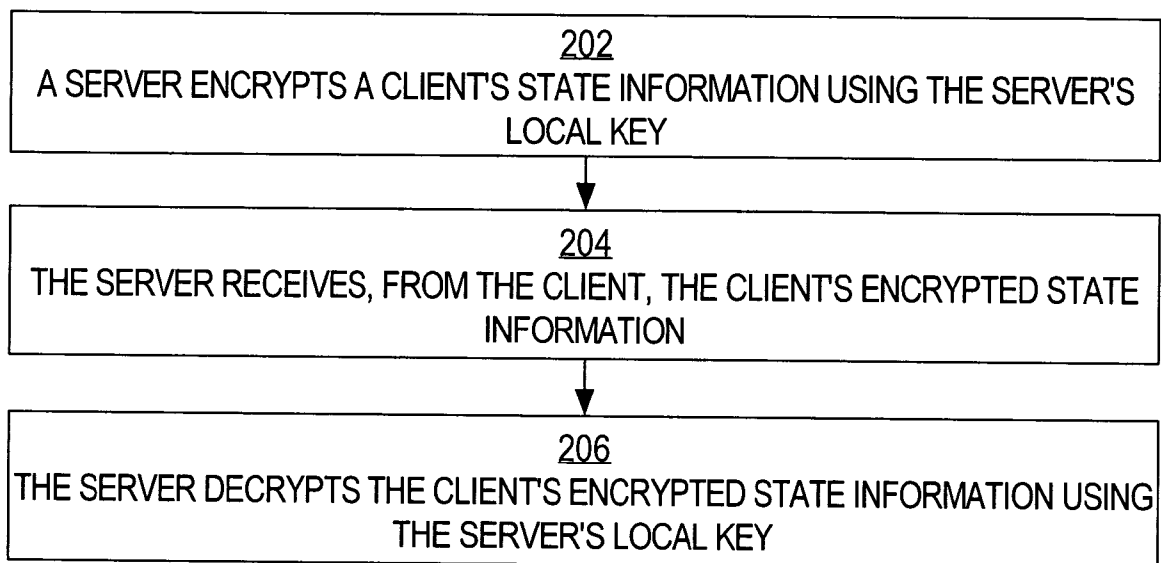 202
A SERVER ENCRYPTS A CLIENT'S STATE INFORMATION USING THE SERVER'S
LOCAL KEY
204
THE SERVER RECEIVES, FROM THE CLIENT, THE CLIENT'S ENCRYPTED STATE
INFORMATION
206
THE SERVER DECRYPTS THE CLIENT'S ENCRYPTED STATE INFORMATION USING
THE SERVER'S LOCAL KEY